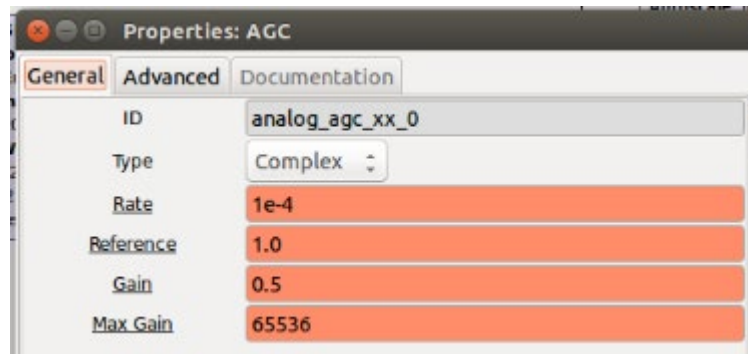 Properties: AGC
General Advanced Documentation
ID analog_agc_xx_0
Type Complex
Rate 1e-4
Reference 1.0
Gain 0.5
Max Gain 65536